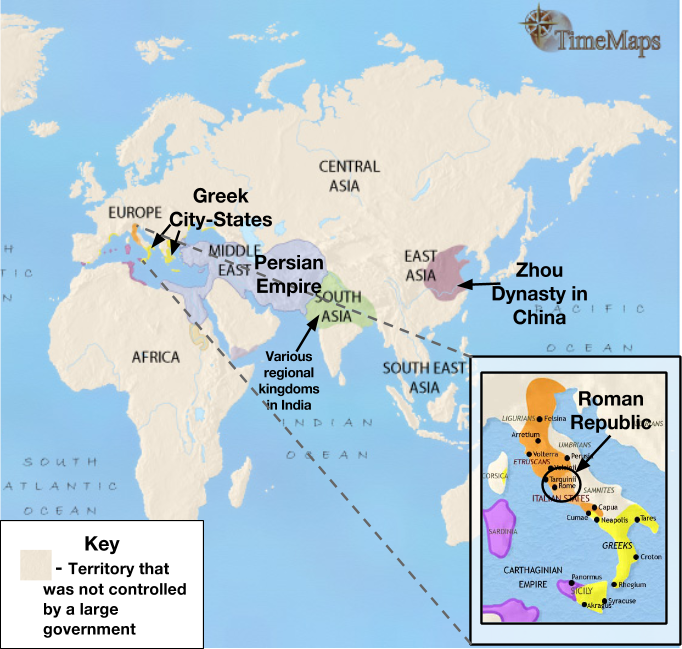 TimeMaps
CENTRAL
ASIA
Greek
City-States
EUROPE
MIDDLE
EAST
Persian
Empire
EAST
ASIA
Zhou
Dynasty in
China
SOUTH
ASIA
PACIFIC
OCEAN
AFRICA
Various
regional
kingdoms
in India
SOUTH EAST
ASIA
INDIAN
OCEAN
H
TIC
N
SOUTH
ATLANTIC
OCEAN
Roman
Republic
LIGURIANS
Felsina
Arretium
UMBRIANS
Volterra
ETRUSCANS
CORSICA
Tarquinii
Rome
SAMNITES
ITALIAN STATES
Capua
Cumae
Neapolis
Tares
SARDINIA
GREEKS
Croton
CARTHAGINIAN
EMPIRE
Panormus
Rhegium
SICILY
Syracuse
Akragas
Key
- Territory that
was not controlled
by a large
government